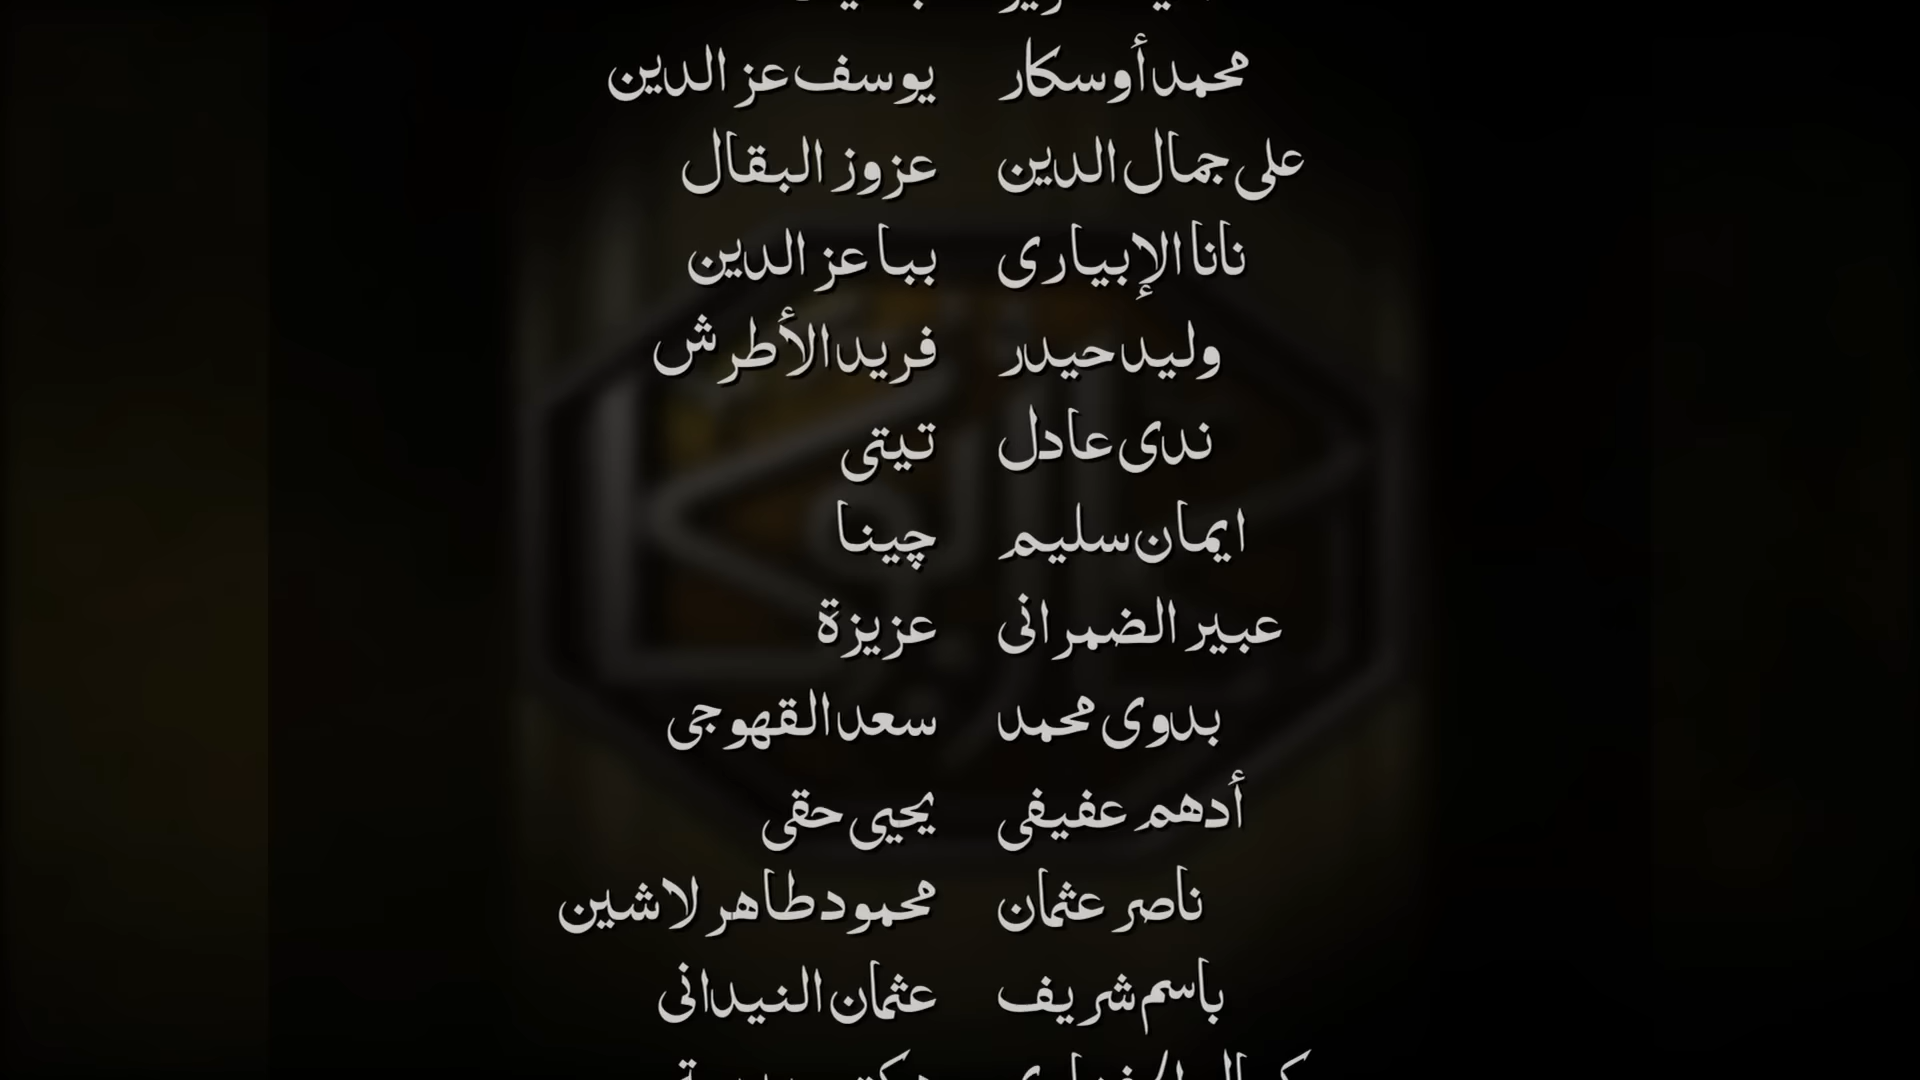 محمد أوسكار يوسف عز الدين
على جمال الدين عزوز البقال
نانا الإبيارى ببا عز الدين
وليد حيدر فريد الأطرش
ندى عادل تيتى
ايمان سليم چينا
عبير الضمرانى عزيزة
بدوى محمد سعد القهوجى
أدهم عفيفى يحيى حقى
ناصر عثمان محمود طاهر لاشين
باسم شريف عثمان النيدانى